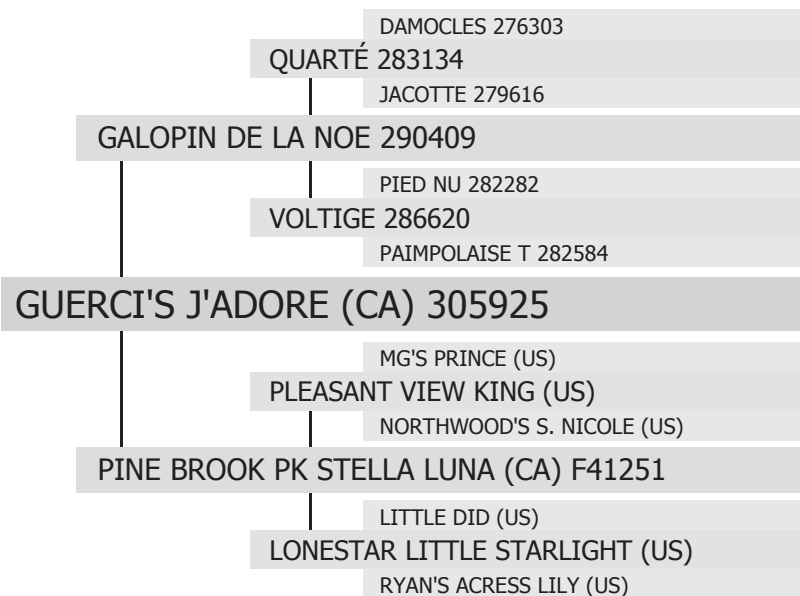 DAMOCLES 276303
QUARTÉ 283134
JACOTTE 279616
GALOPIN DE LA NOE 290409
PIED NU 282282
VOLTIGE 286620
PAIMPOLAISE T 282584
GUERCI'S J'ADORE (CA) 305925
MG'S PRINCE (US)
PLEASANT VIEW KING (US)
NORTHWOOD'S S. NICOLE (US)
PINE BROOK PK STELLA LUNA (CA) F41251
LITTLE DID (US)
LONESTAR LITTLE STARLIGHT (US)
RYAN'S ACRESS LILY (US)